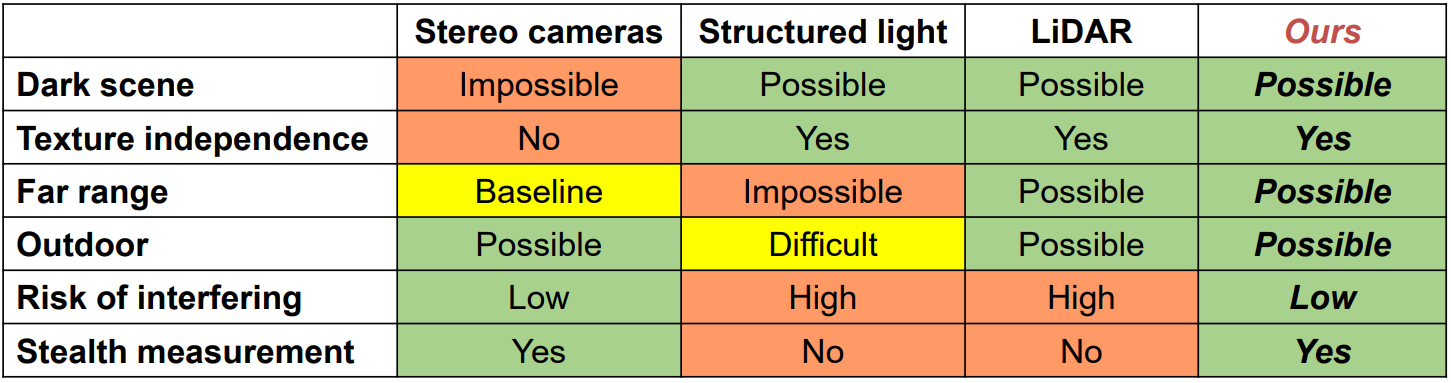 Stereo cameras Structured light LiDAR Ours
Dark scene Impossible Possible Possible Possible
Texture independence No Yes Yes Yes
Far range Baseline Impossible Possible Possible
Outdoor Possible Difficult Possible Possible
Risk of interfering Low High High Low
Stealth measurement Yes No No Yes